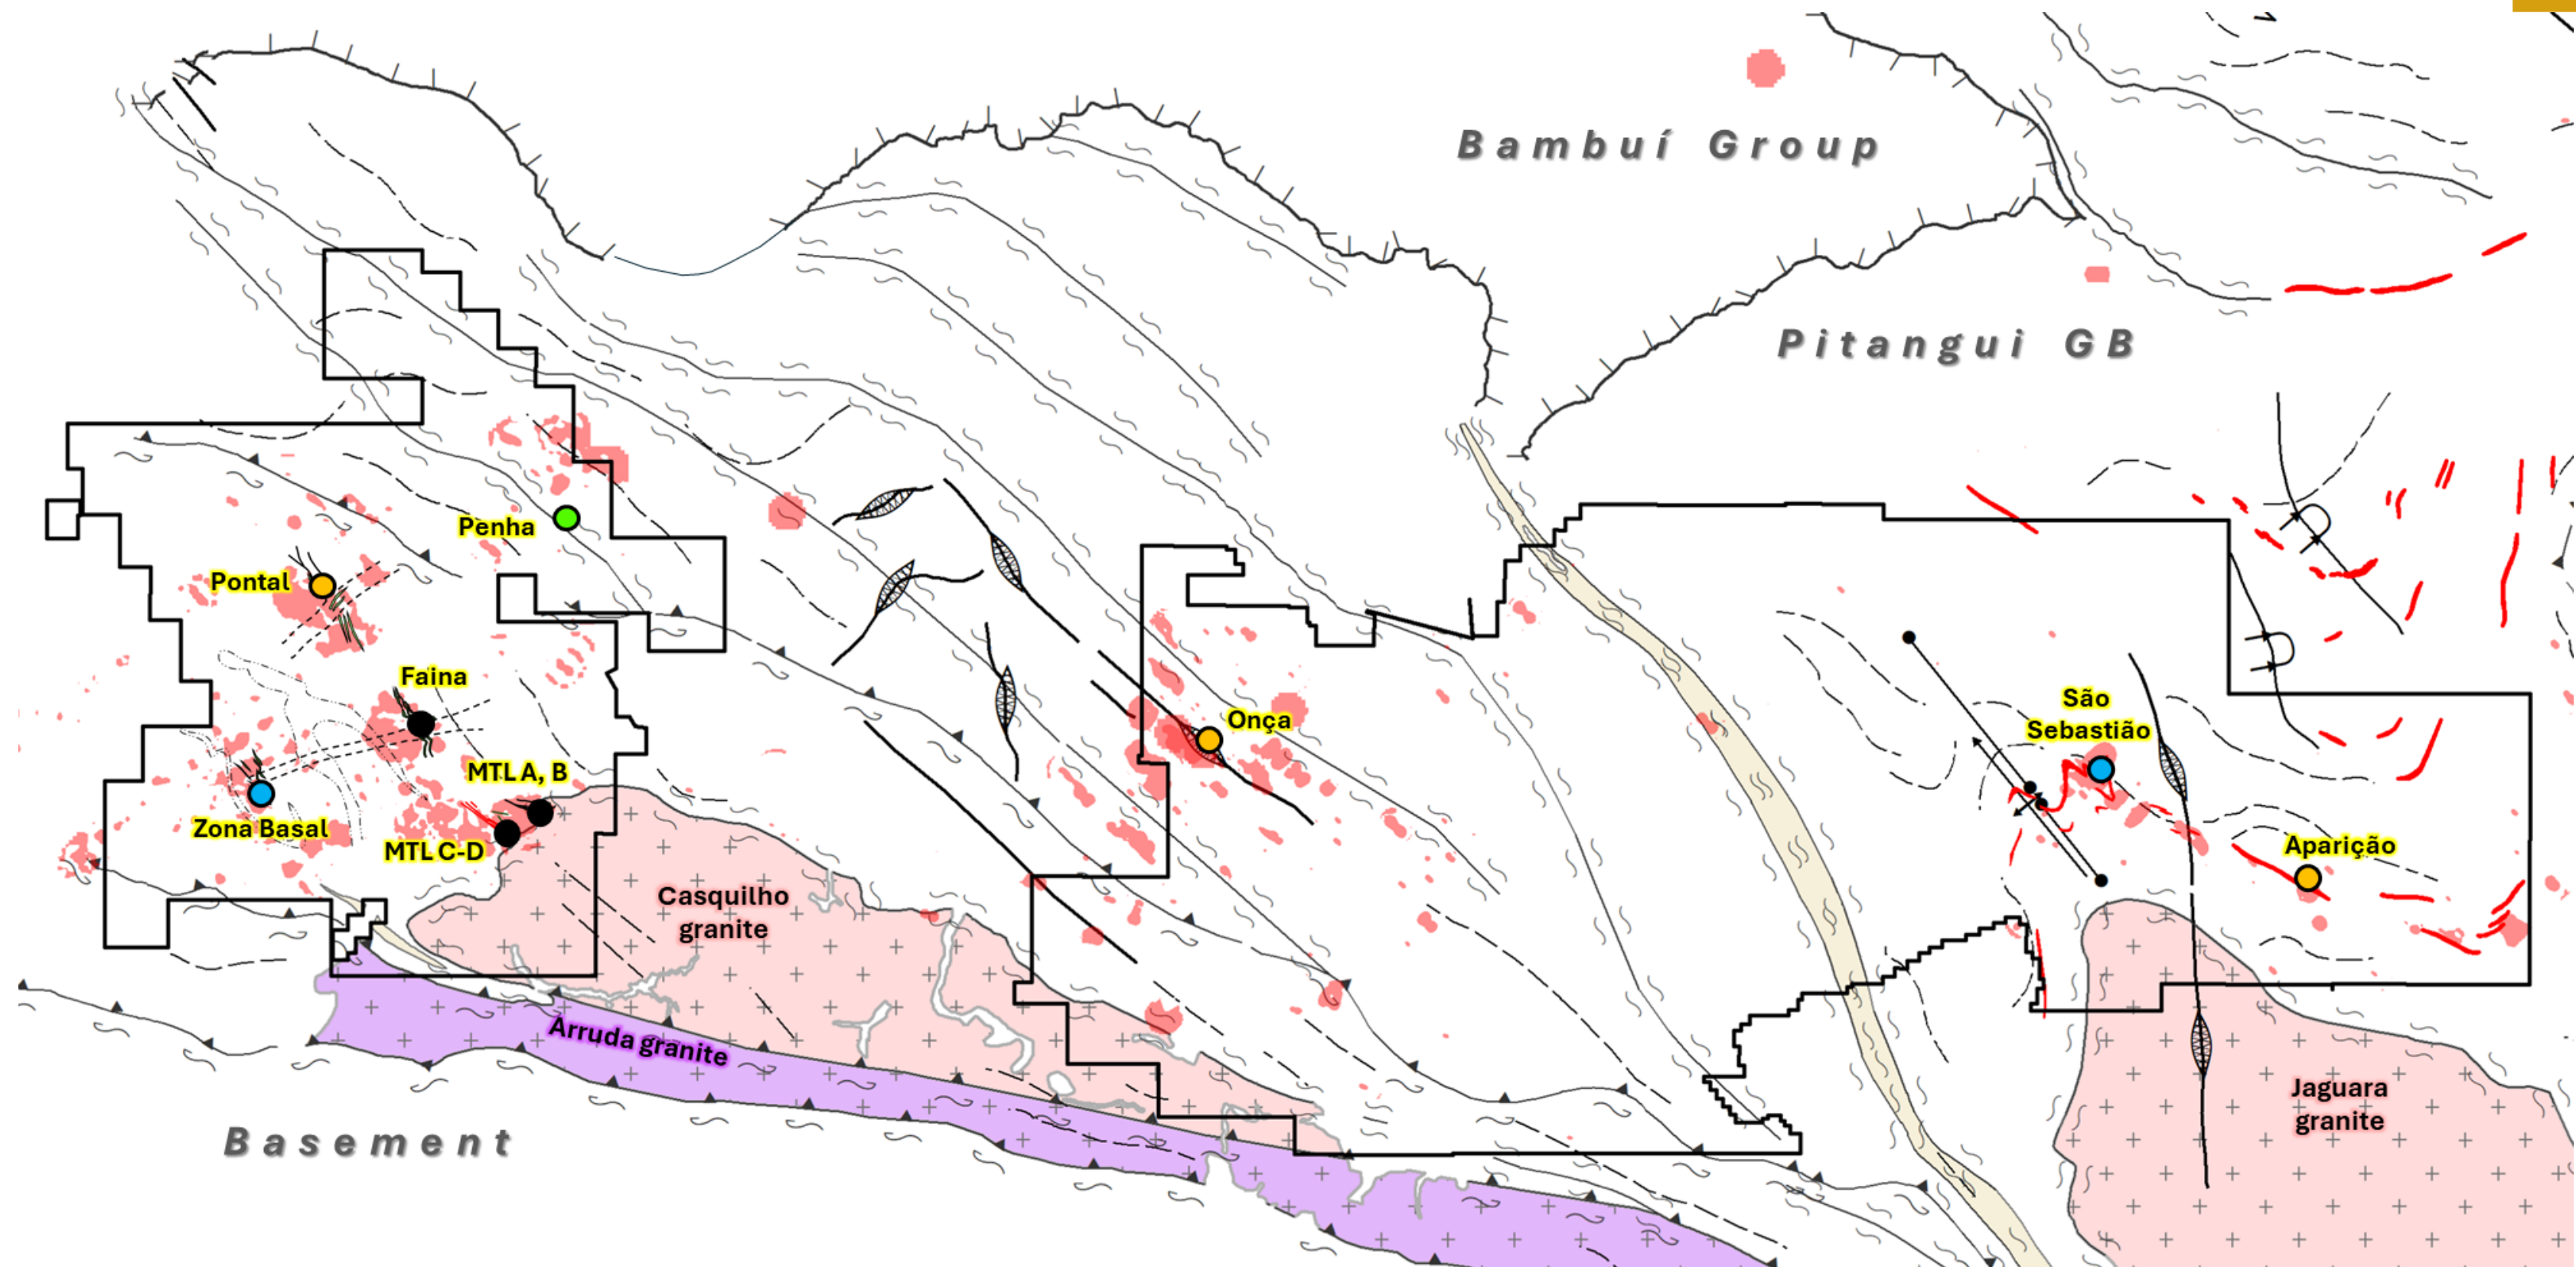 Bambuí Group
Pitangui GB
Penha
Pontal
Faina
Onça
São
Sebastião
MTL A, B
Zona Basal
MTL C-D
Aparição
Casquilho
granite
Arruda granite
Jaguara
granite
Basement